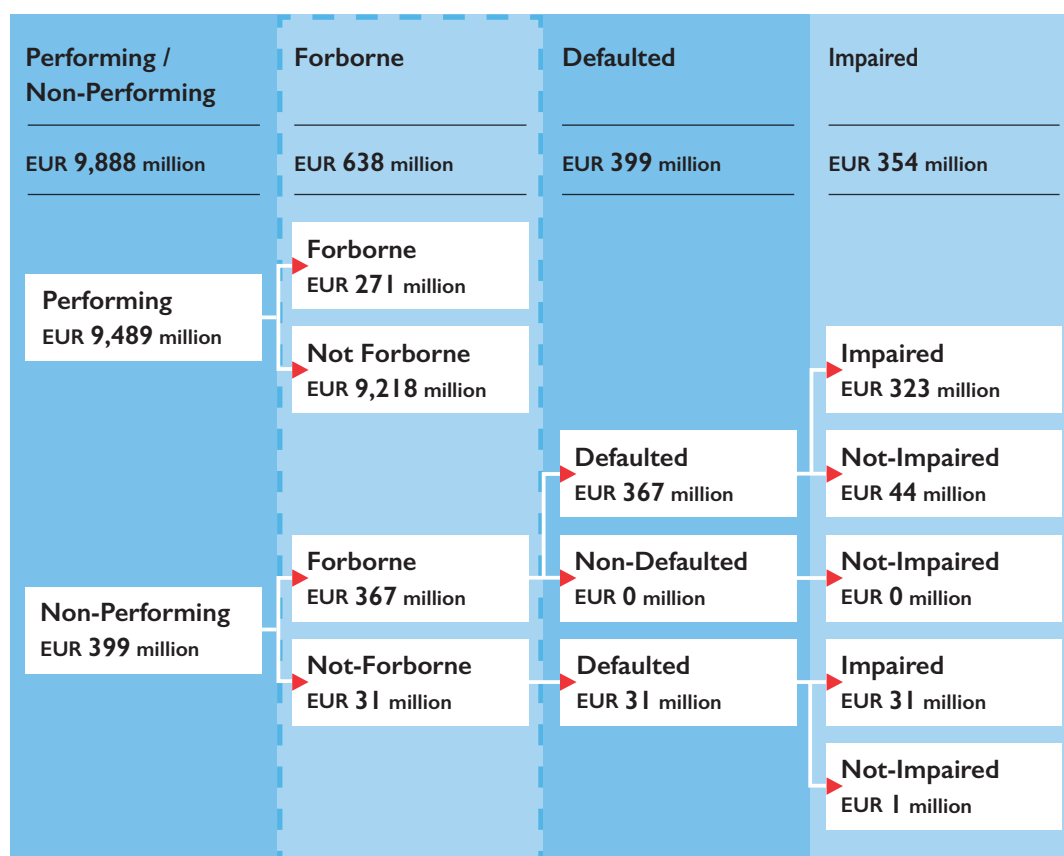 Performing /
Non-Performing
EUR 9,888 million
Forborne
EUR 638 million
Defaulted
EUR 399 million
Impaired
EUR 354 million
Performing
EUR 9,489 million
Non-Performing
EUR 399 million
Forborne
EUR 271 million
Not Forborne
EUR 9,218 million
Forborne
EUR 367 million
Not-Forborne
EUR 31 million
Defaulted
EUR 367 million
Non-Defaulted
EUR 0 million
Defaulted
EUR 31 million
Impaired
EUR 323 million
Not-Impaired
EUR 44 million
Not-Impaired
EUR 0 million
Impaired
EUR 31 million
Not-Impaired
EUR 1 million